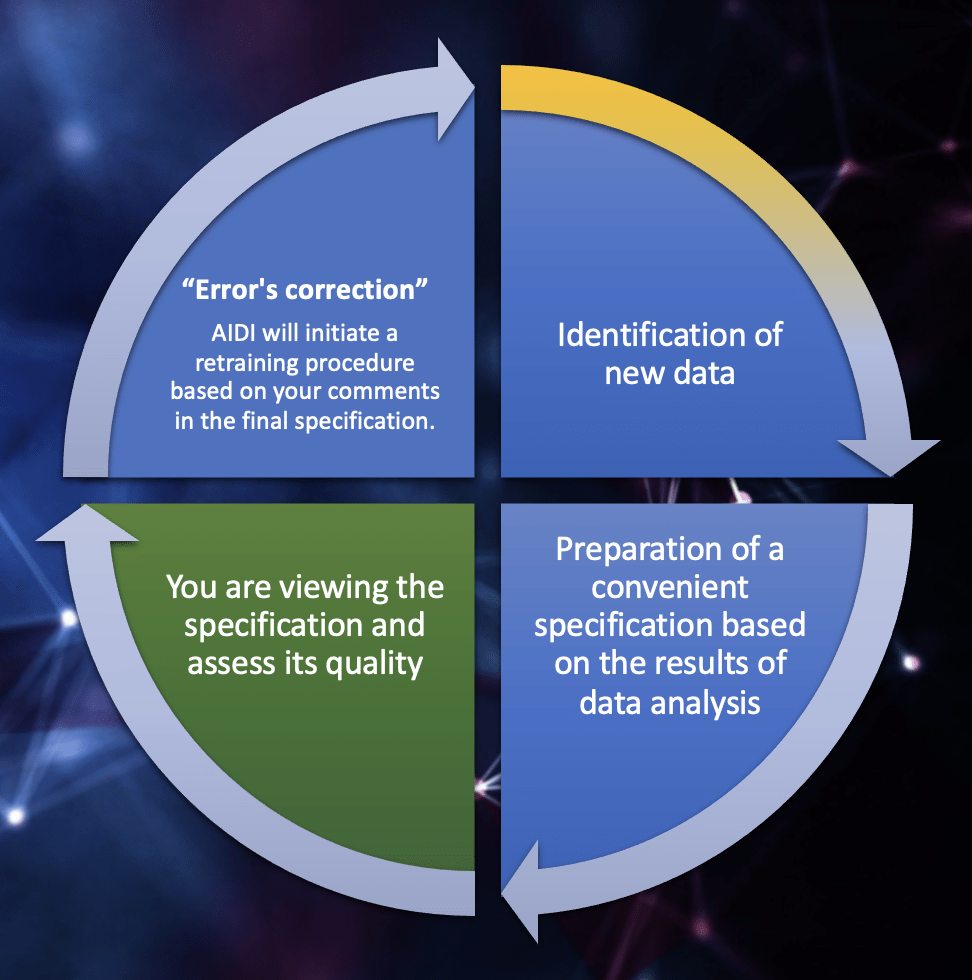 “Error's correction”
AIDI will initiate a
retraining procedure
based on your comments
in the final specification.
Identification of
new data
You are viewing the
specification and
assess its quality
Preparation of a
convenient
specification based
on the results of
data analysis